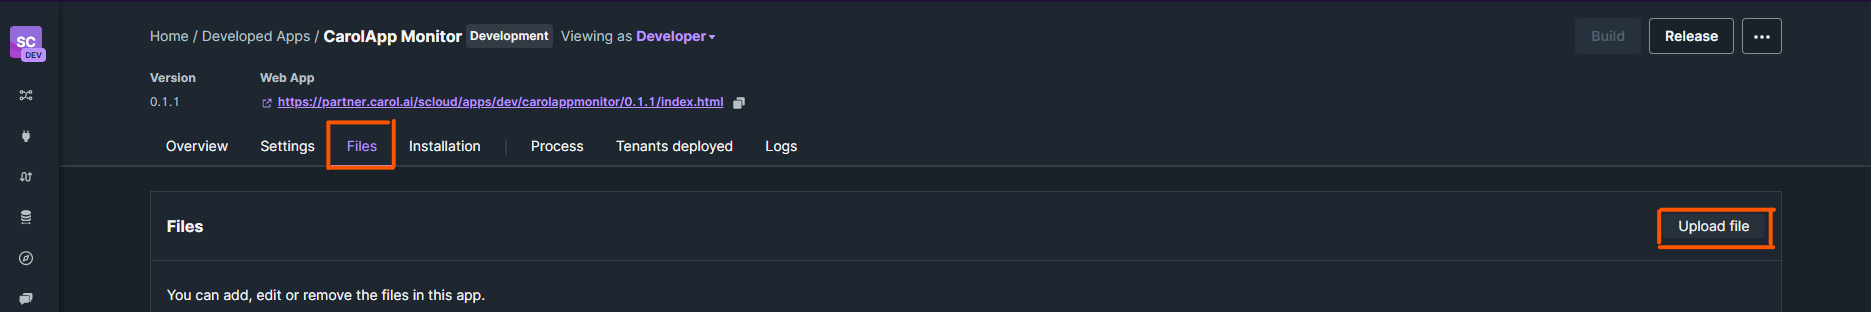 SC
DEV
Home / Developed Apps / CarolApp Monitor Development Viewing as Developer
Build Release ...
Version Web App
0.1.1 https://partner.carol.ai/scloud/apps/dev/carolappmonitor/0.1.1/index.html
Overview Settings Files Installation Process Tenants deployed Logs
Files Upload file
You can add, edit or remove the files in this app.